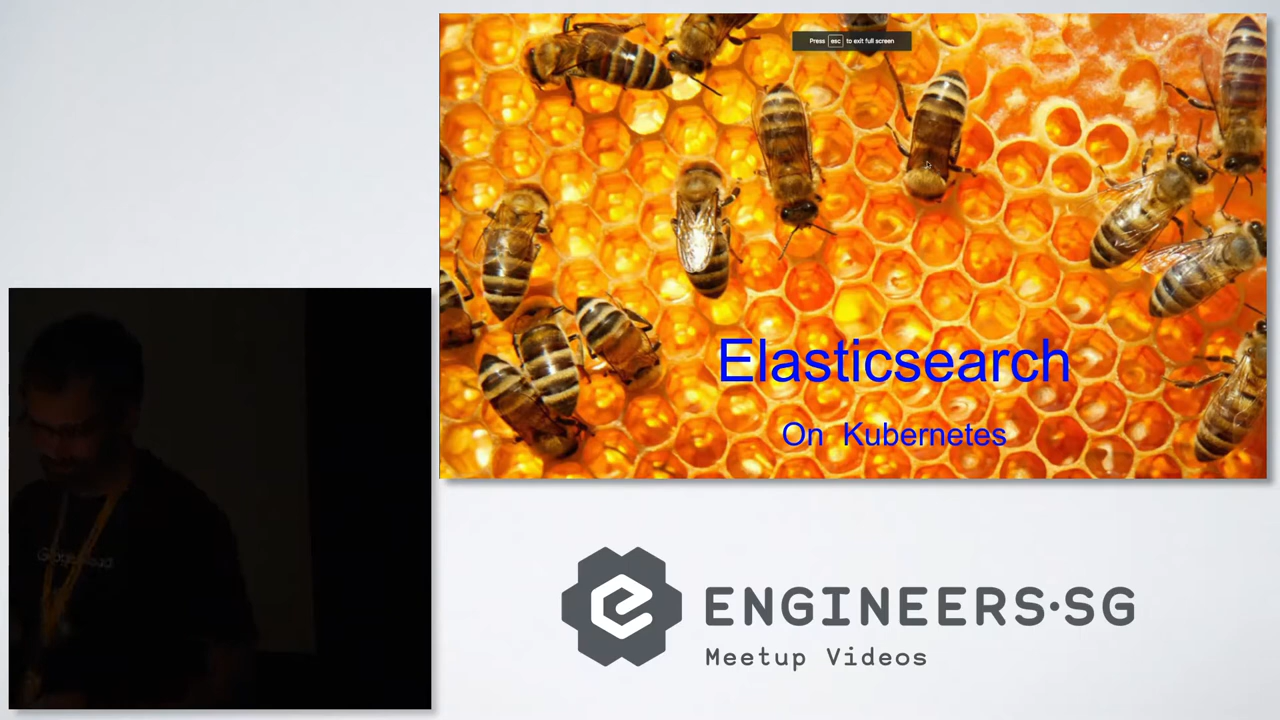 Press esc to exit full screen
Elasticsearch
On Kubernetes
ENGINEERS·SG
Meetup Videos